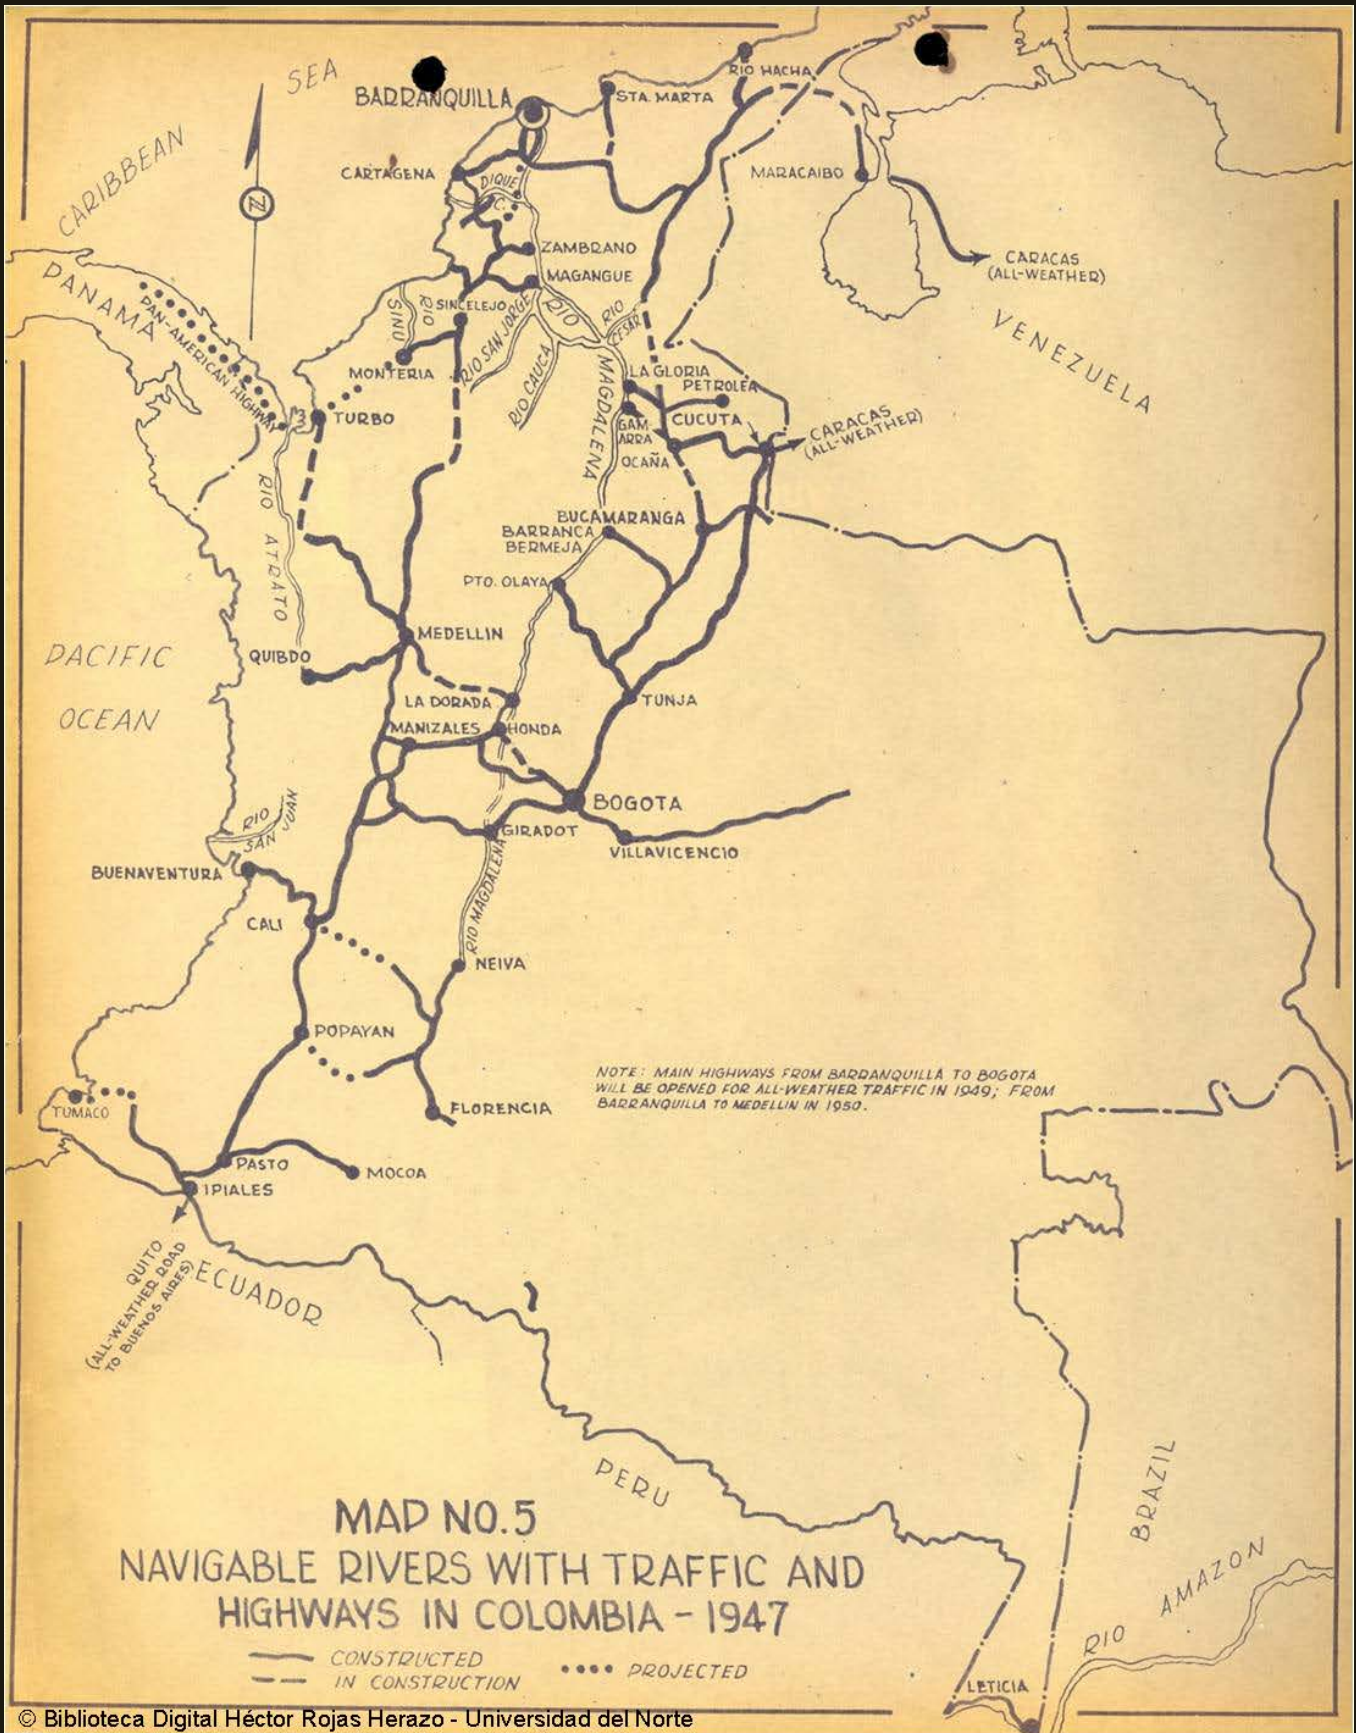 SEA
CARIBBEAN
BARRANQUILLA
STA. MARTA
RIO HACHA
MARACAIBO
CARTAGENA
DIQUE
C.
Z
ZAMBRANO
MAGANGUE
CARACAS
(ALL-WEATHER)
VENEZUELA
PANAMA
PAN-AMERICAN HIGHWAY
SINU
RIO
SINCELEJO
RIO SAN JORGE
RIO
RIO
CESAR
RIO CAUCA
MAGDALENA
MONTERIA
TURBO
LA GLORIA
PETROLEA
GAM
ARRA
CUCUTA
OCAÑA
CARACAS
(ALL-WEATHER)
RIO ATRATO
BUCAMARANGA
BARRANCA
BERMEJA
PTO. OLAYA
MEDELLIN
QUIBDO
PACIFIC
OCEAN
LA DORADA
TUNJA
MANIZALES
HONDA
BOGOTA
GIRADOT
VILLAVICENCIO
RIO
SAN JUAN
BUENAVENTURA
CALI
RIO MAGDALENA
NEIVA
POPAYAN
NOTE: MAIN HIGHWAYS FROM BARRANQUILLA TO BOGOTA
WILL BE OPENED FOR ALL-WEATHER TRAFFIC IN 1949; FROM
BARRANQUILLA TO MEDELLIN IN 1950.
TUMACO
FLORENCIA
PASTO
MOCOA
IPIALES
QUITO
(ALL-WEATHER ROAD
TO BUENOS AIRES)
ECUADOR
PERU
BRAZIL
RIO AMAZON
LETICIA
MAP NO. 5
NAVIGABLE RIVERS WITH TRAFFIC AND
HIGHWAYS IN COLOMBIA - 1947
CONSTRUCTED
IN CONSTRUCTION
PROJECTED
© Biblioteca Digital Héctor Rojas Herazo - Universidad del Norte